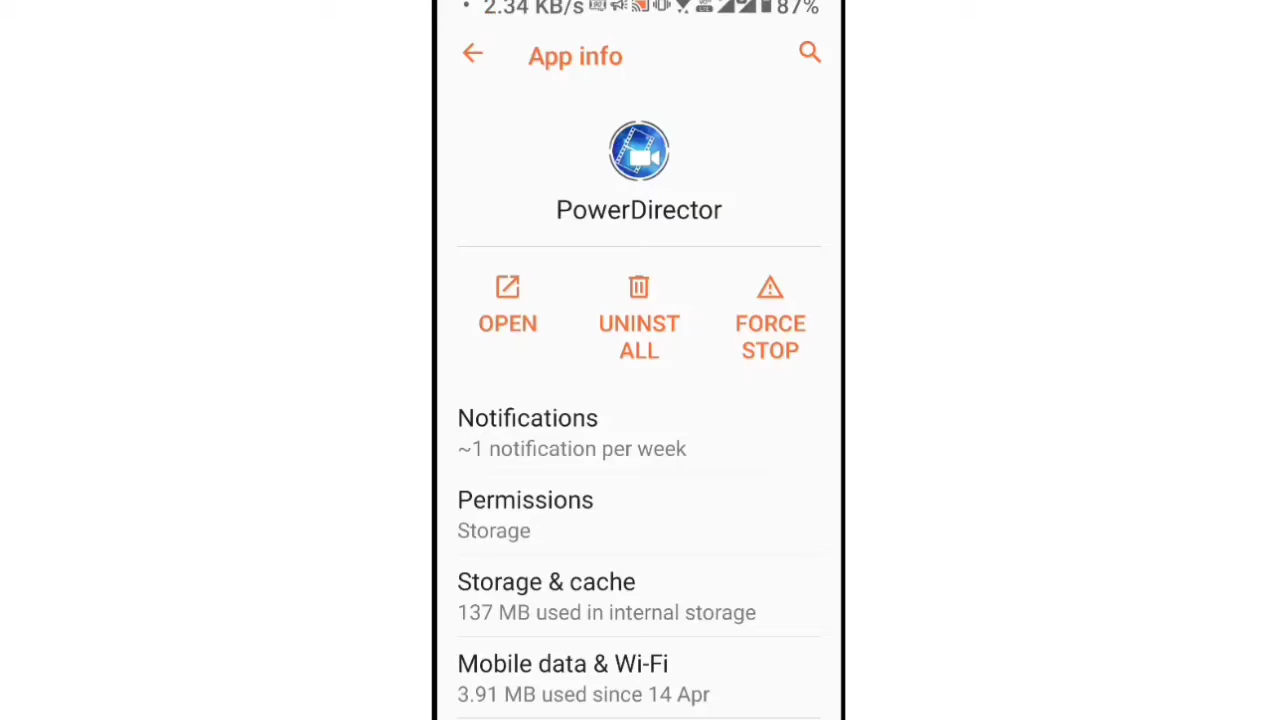 2.34 KB/s 87%
App info
PowerDirector
OPEN
UNINST
ALL
FORCE
STOP
Notifications
~1 notification per week
Permissions
Storage
Storage & cache
137 MB used in internal storage
Mobile data & Wi-Fi
3.91 MB used since 14 Apr